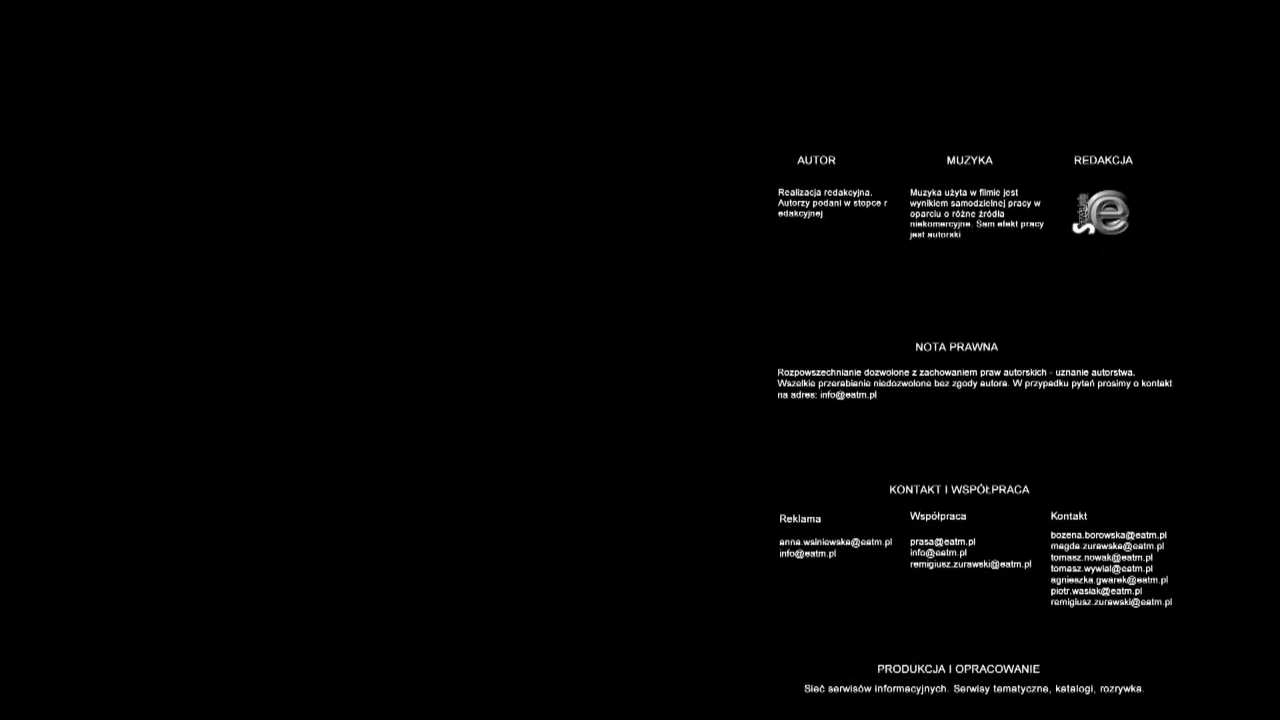 AUTOR
Realizacja redakcyjna.
Autorzy podani w stopce r
edakcyjnej
MUZYKA
Muzyka użyta w filmie jest
wynikiem samodzielnej pracy w
oparciu o różne źródła
niekomercyjne. Sam efekt pracy
jest autorski
REDAKCJA
e
NOTA PRAWNA
Rozpowszechnianie dozwolone z zachowaniem praw autorskich - uznanie autorstwa.
Wszelkie przerabianie niedozwolone bez zgody autora. W przypadku pytań prosimy o kontakt
na adres: info@eatm.pl
KONTAKT I WSPÓŁPRACA
Reklama
anna.wsiniewska@eatm.pl
info@eatm.pl
Współpraca
prasa@eatm.pl
info@eatm.pl
remigiusz.zurawski@eatm.pl
Kontakt
bozena.borowska@eatm.pl
magda.zurawska@eatm.pl
tomasz.nowak@eatm.pl
tomasz.wywial@eatm.pl
agnieszka.gwarek@eatm.pl
piotr.wasiak@eatm.pl
remigiusz.zurawski@eatm.pl
PRODUKCJA I OPRACOWANIE
Sieć serwisów informacyjnych. Serwisy tematyczne, katalogi, rozrywka.